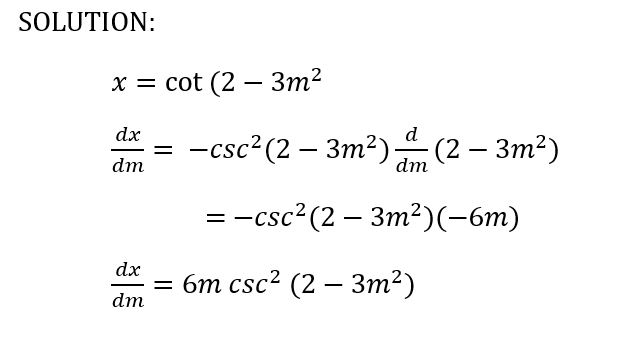 SOLUTION:
x = cot (2 − 3m²
dx/dm = −csc²(2 − 3m²) d/dm (2 − 3m²)
= −csc²(2 − 3m²)(−6m)
dx/dm = 6m csc² (2 − 3m²)